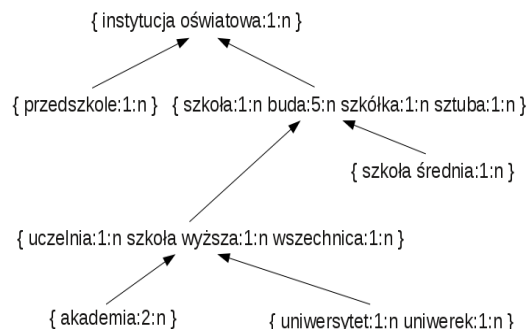 { instytucja oświatowa:1:n }
{ przedszkole:1:n } { szkoła:1:n buda:5:n szkółka:1:n sztuba:1:n }
{ szkoła średnia:1:n }
{ uczelnia:1:n szkoła wyższa:1:n wszechnica:1:n }
{ akademia:2:n } { uniwersytet:1:n uniwerek:1:n }